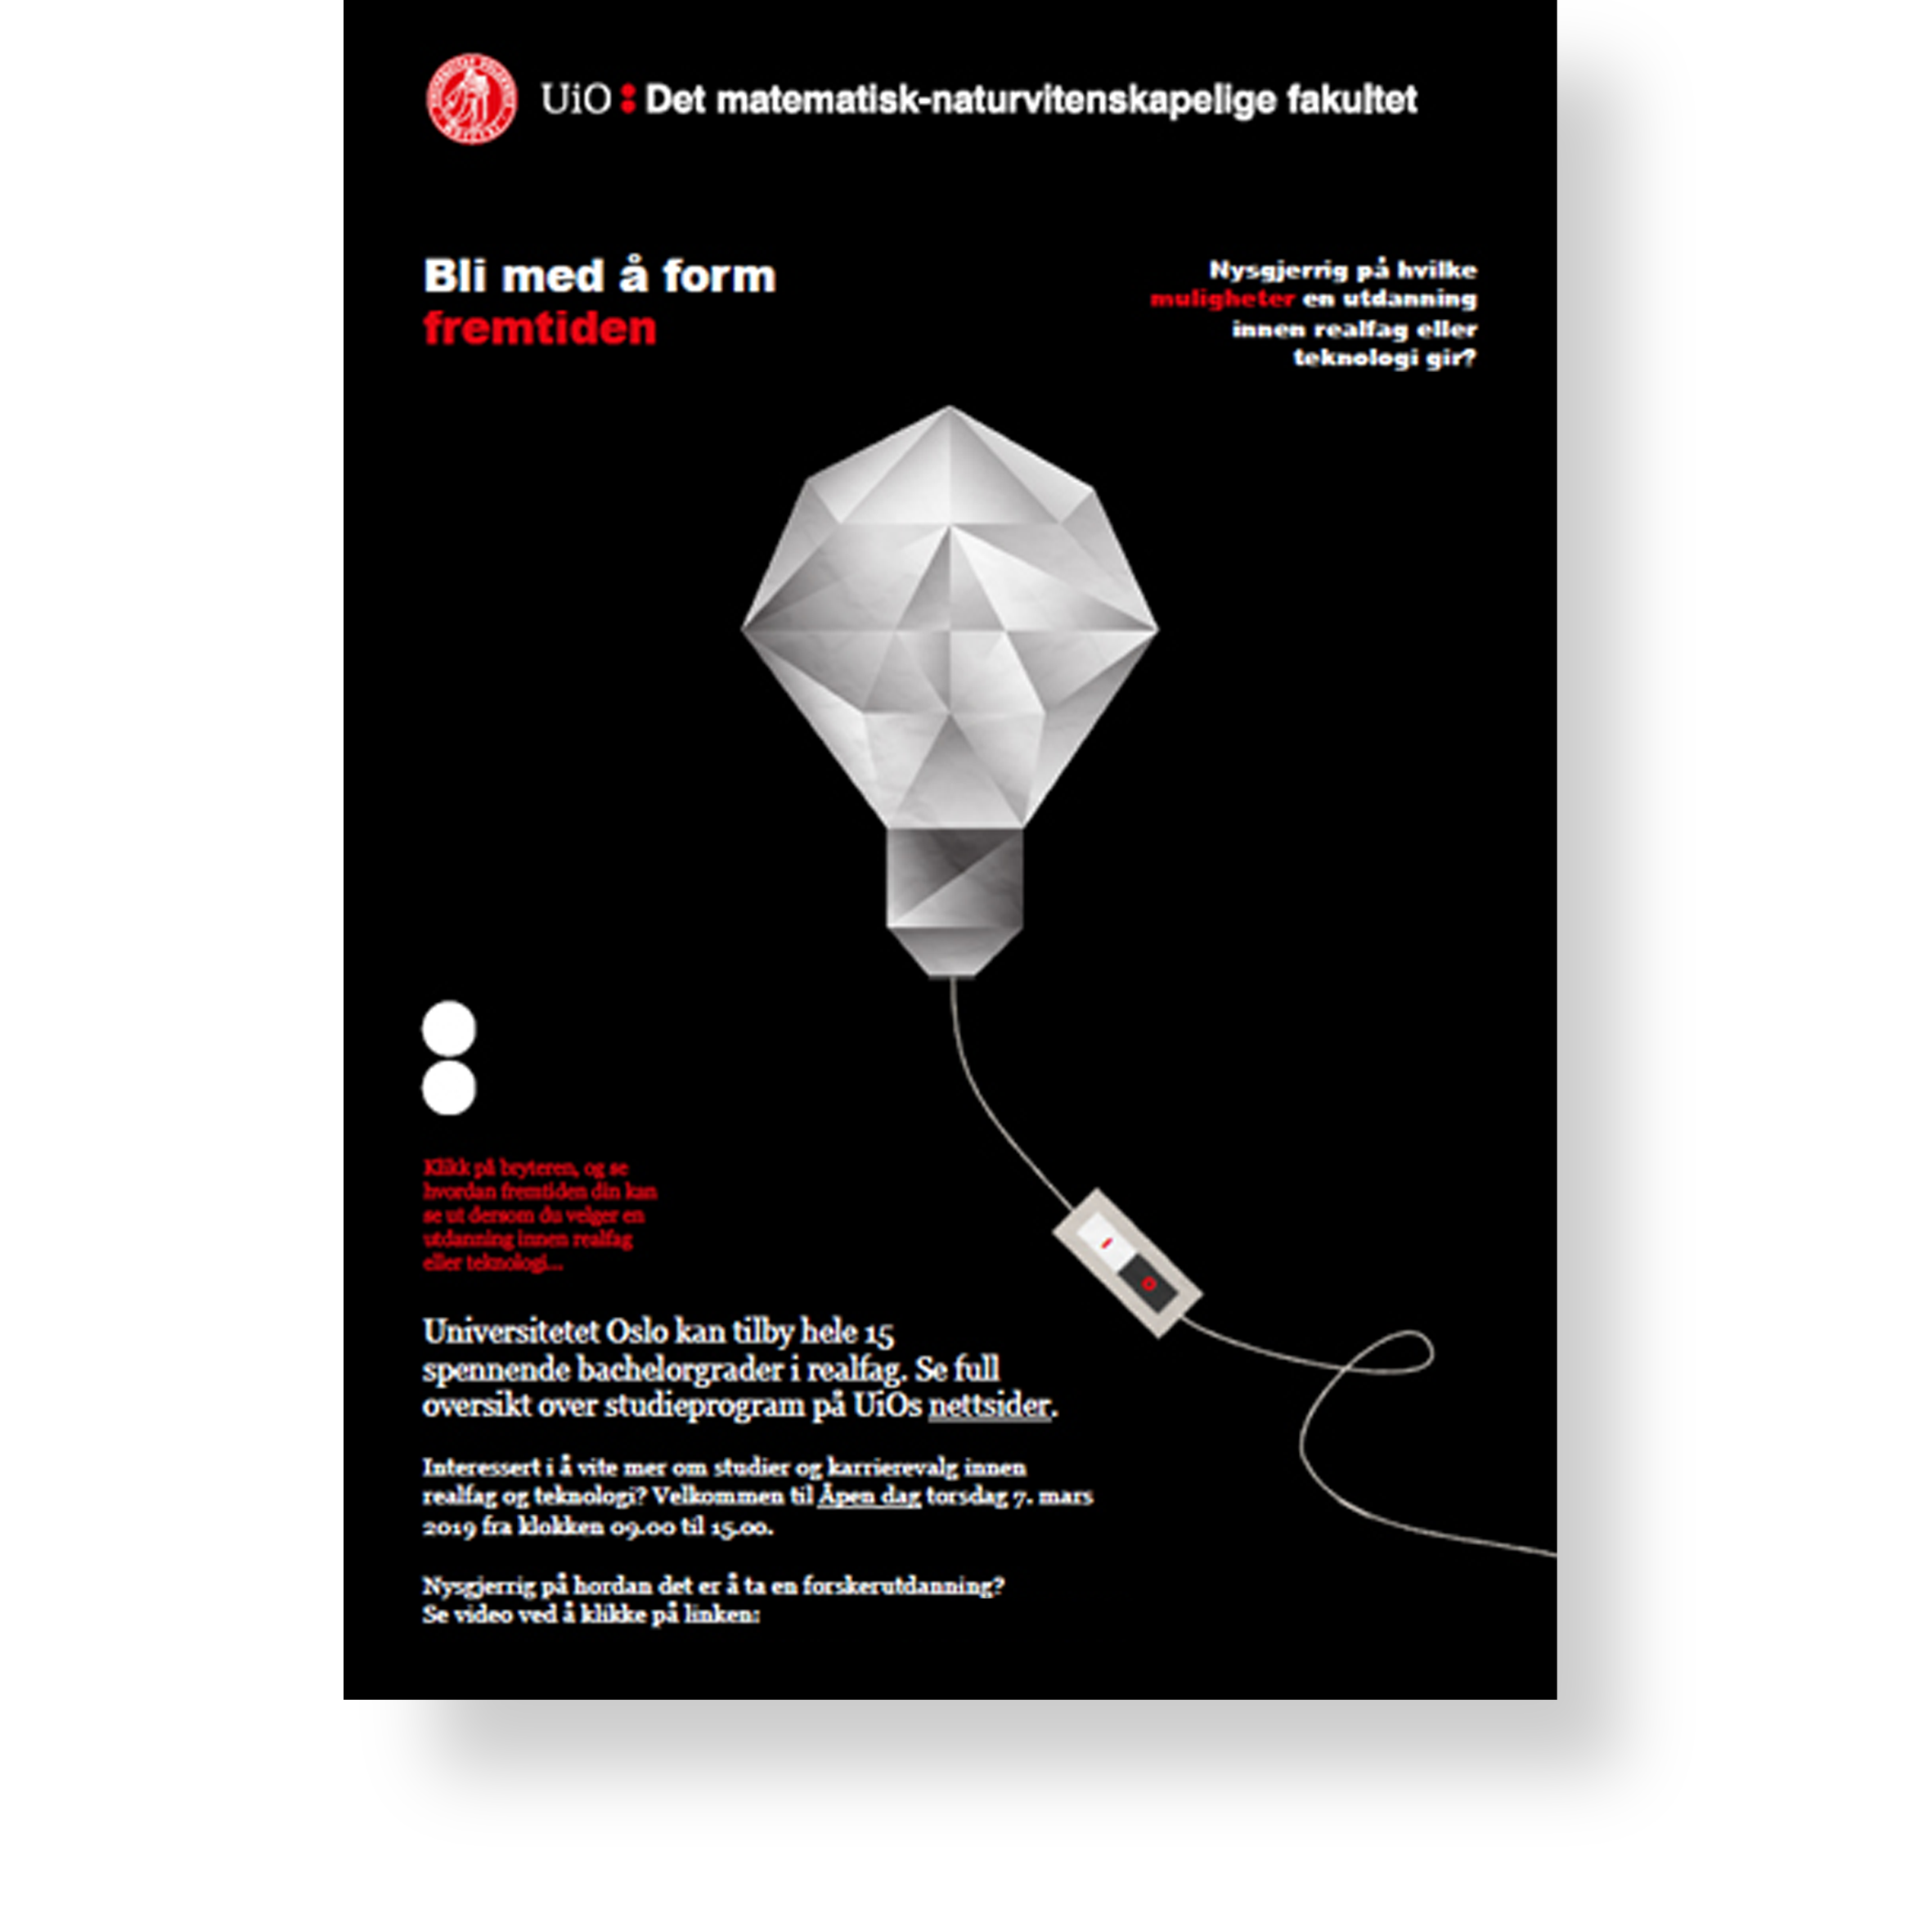 UiO : Det matematisk-naturvitenskapelige fakultet
Bli med å form
fremtiden
Nysgjerrig på hvilke
muligheter en utdanning
innen realfag eller
teknologi gir?
Klikk på bryteren, og se
hvordan fremtiden din kan
se ut dersom du velger en
utdanning innen realfag
eller teknologi...
Universitetet Oslo kan tilby hele 15
spennende bachelorgrader i realfag. Se full
oversikt over studieprogram på UiOs nettsider.
Interessert i å vite mer om studier og karrierevalg innen
realfag og teknologi? Velkommen til Åpen dag torsdag 7. mars
2019 fra klokken 09.00 til 15.00.
Nysgjerrig på hordan det er å ta en forskerutdanning?
Se video ved å klikke på linken: